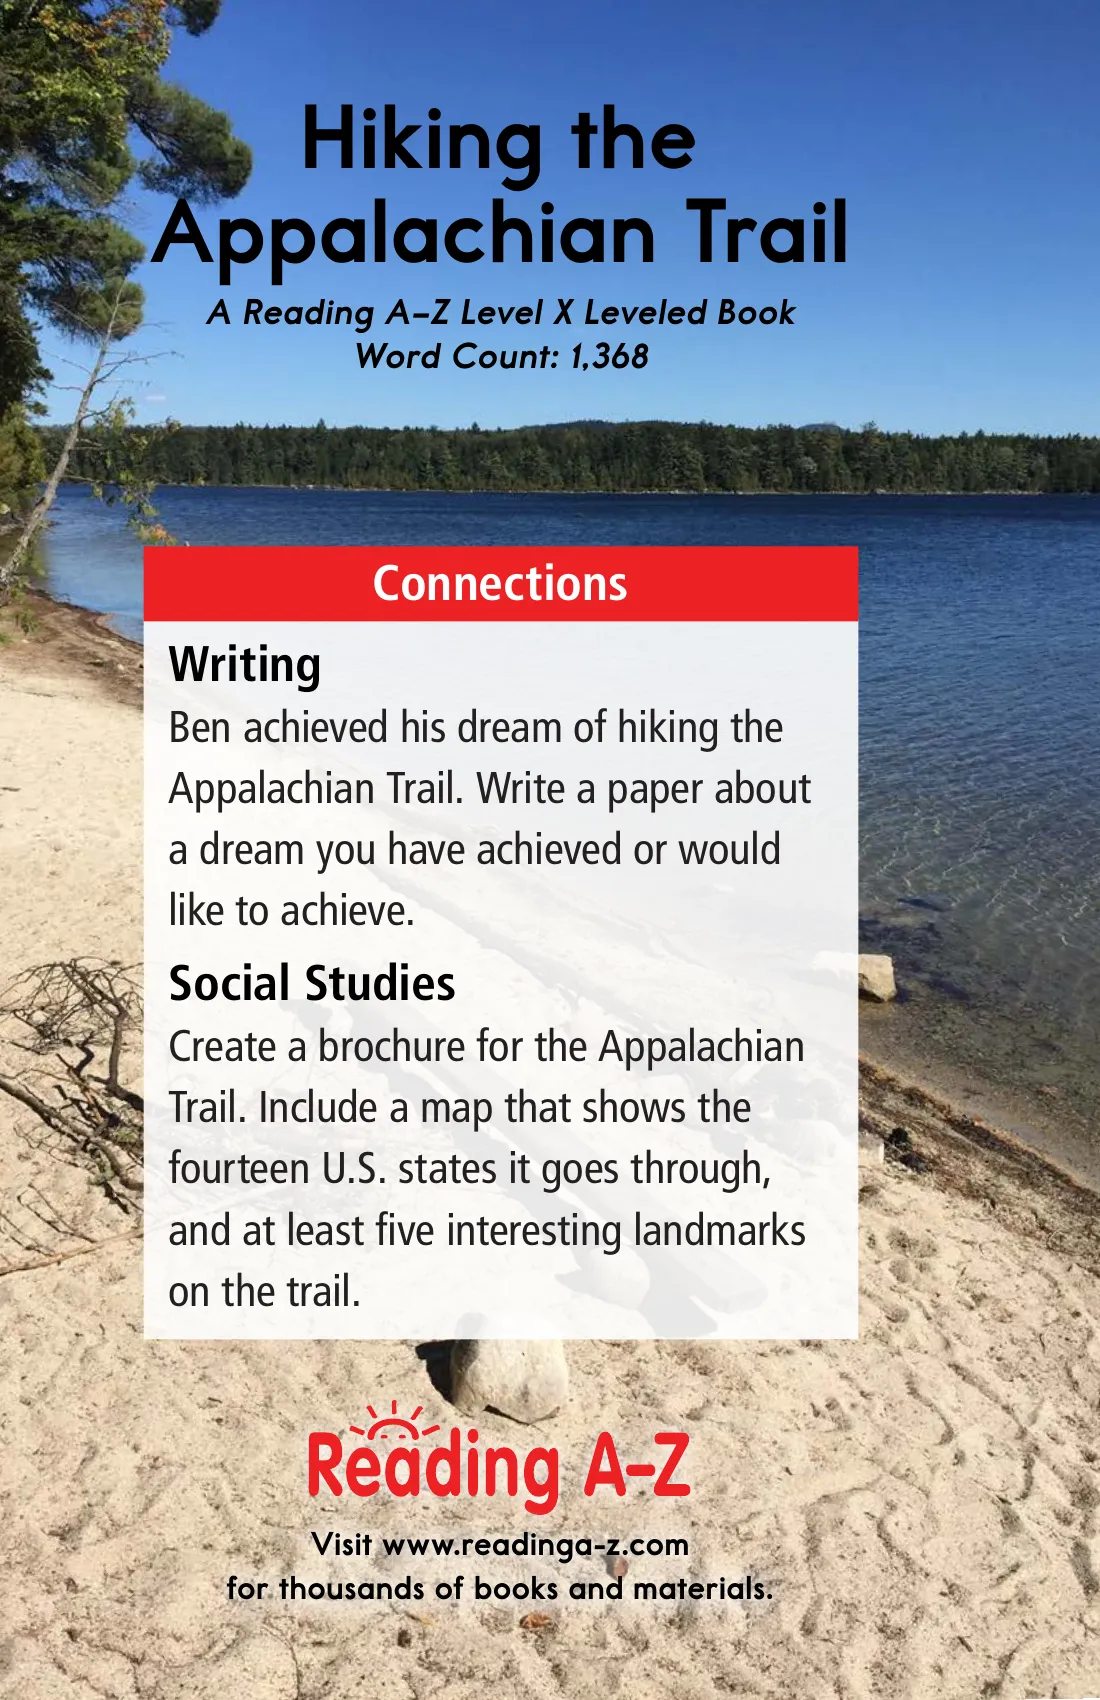 Hiking the
Appalachian Trail
A Reading A–Z Level X Leveled Book
Word Count: 1,368
Connections
Writing
Ben achieved his dream of hiking the
Appalachian Trail. Write a paper about
a dream you have achieved or would
like to achieve.
Social Studies
Create a brochure for the Appalachian
Trail. Include a map that shows the
fourteen U.S. states it goes through,
and at least five interesting landmarks
on the trail.
Reading A–Z
Visit www.readinga-z.com
for thousands of books and materials.